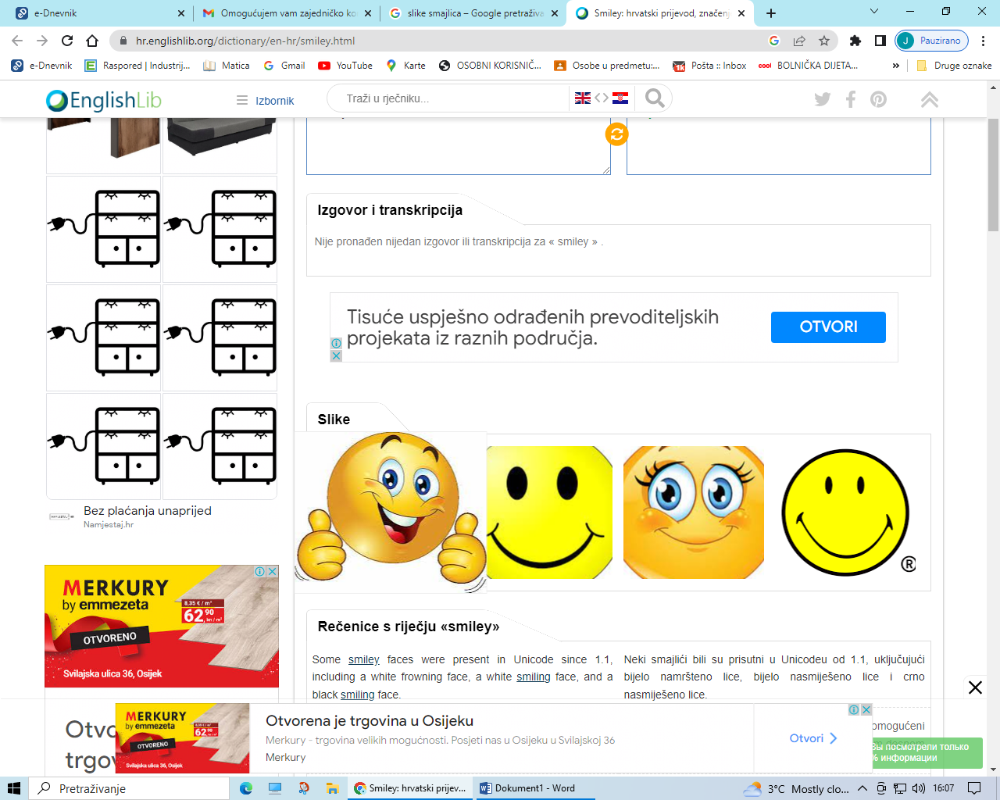 e-Dnevnik
Omogućujem vam zajedničko ko
slike smajlica – Google pretraživa
Smiley: hrvatski prijevod, značenj
hr.englishlib.org/dictionary/en-hr/smiley.html
J
Pauzirano
e-Dnevnik
Raspored | Industrij...
Matica
Gmail
YouTube
Karte
OSOBNI KORISNIČ...
Osobe u predmetu:...
Pošta :: Inbox
cool
BOLNIČKA DIJETA...
»
Druge oznake
EnglishLib
Izbornik
Traži u rječniku...
Izgovor i transkripcija
Nije pronađen nijedan izgovor ili transkripcija za « smiley » .
Tisuće uspješno odrađenih prevoditeljskih
projekata iz raznih područja.
OTVORI
Slike
®
Bez plaćanja unaprijed
Namjestaj.hr
MERKURY
by emmezeta
8,35 € / m²
62,90
kn / m²
OTVORENO
Svilajska ulica 36, Osijek
Rečenice s riječju «smiley»
Some smiley faces were present in Unicode since 1.1,
including a white frowning face, a white smiling face, and a
black smiling face.
Neki smajlići bili su prisutni u Unicodeu od 1.1, uključujući
bijelo namršteno lice, bijelo nasmiješeno lice i crno
nasmiješeno lice.
Otvo
trgov
MERKURY
by emmezeta
62,90
OTVORENO
Svilajska ulica 36, Osijek
Otvorena je trgovina u Osijeku
Merkury - trgovina velikih mogućnosti. Posjeti nas u Osijeku u Svilajskoj 36
Merkury
Otvori
omogućeni
Вы посмотрели только
% информации
Pretraživanje
Smiley: hrvatski prijev...
Dokument1 - Word
3°C Mostly clo...
16:07